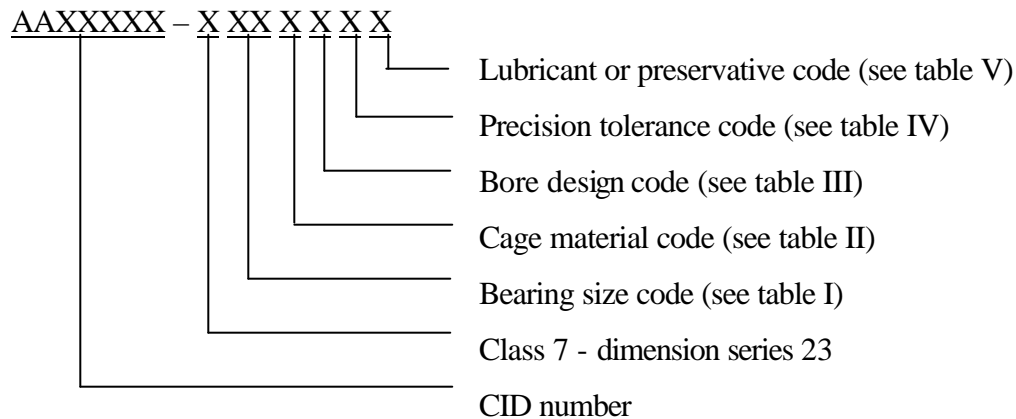 AAXXXXX – X XX X X X X
Lubricant or preservative code (see table V)
Precision tolerance code (see table IV)
Bore design code (see table III)
Cage material code (see table II)
Bearing size code (see table I)
Class 7 - dimension series 23
CID number